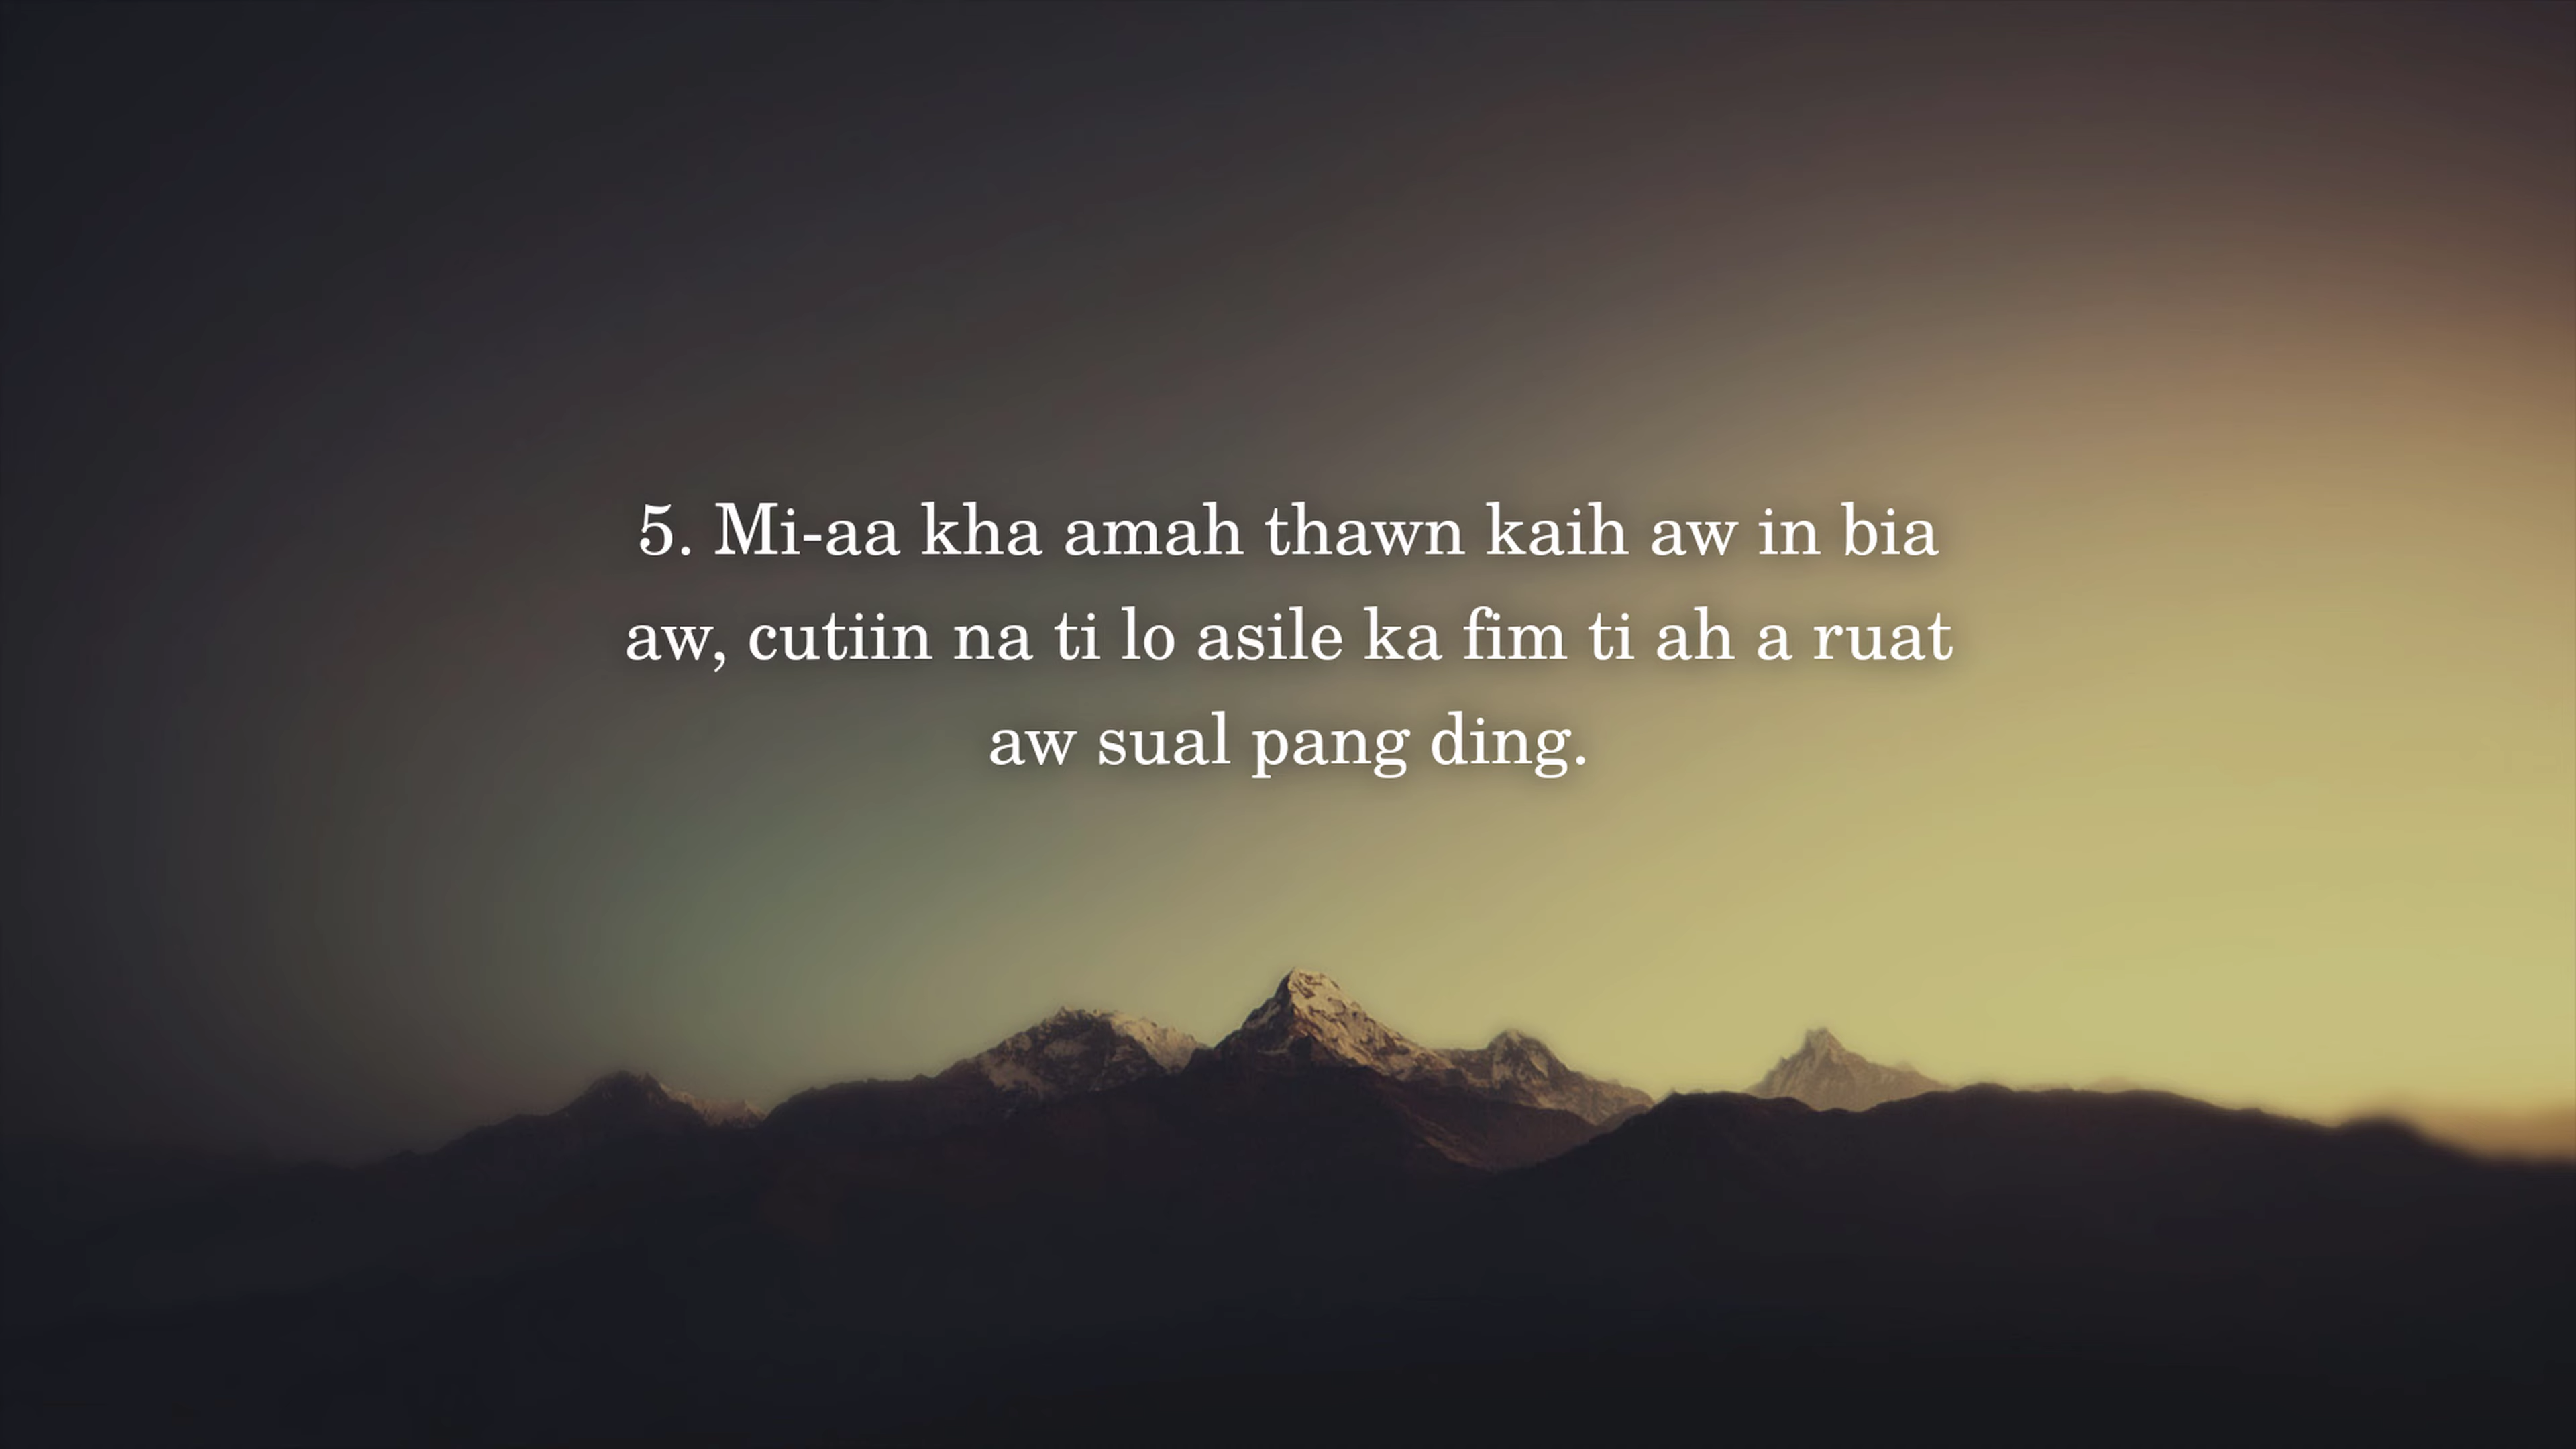 5. Mi-aa kha amah thawn kaih aw in bia
aw, cutiin na ti lo asile ka fim ti ah a ruat
aw sual pang ding.